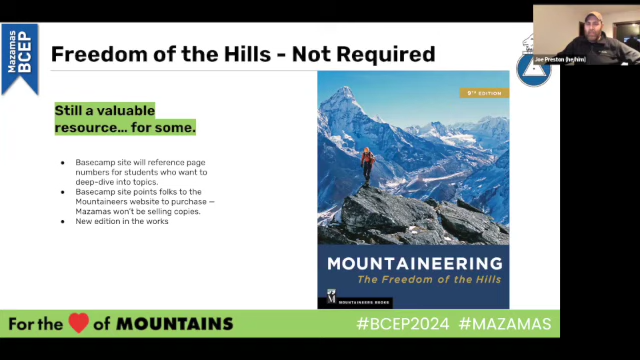 Mazamas
BCEP
Freedom of the Hills - Not Required
Joe Preston (he/him)
Still a valuable
resource... for some.
9TH EDITION
● Basecamp site will reference page
numbers for students who want to
deep-dive into topics.
● Basecamp site points folks to the
Mountaineers website to purchase —
Mazamas won't be selling copies.
● New edition in the works
MOUNTAINEERING
The Freedom of the Hills
MOUNTAINEERS BOOKS
For the ❤ of MOUNTAINS
#BCEP2024 #MAZAMAS